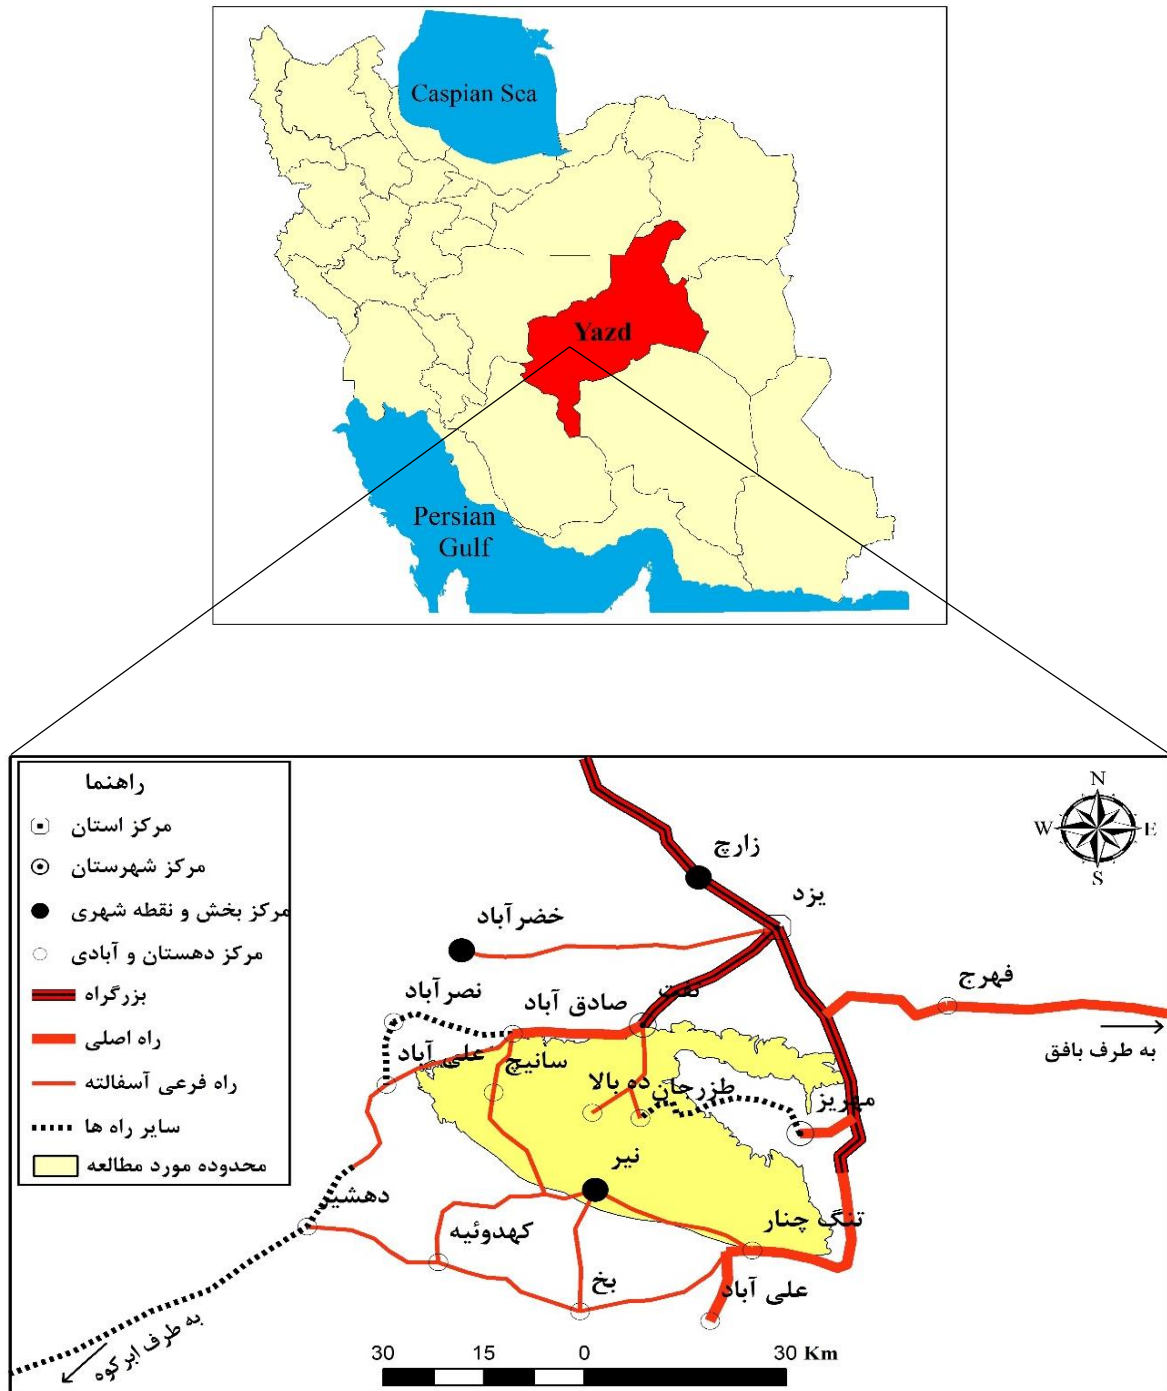 Caspian Sea
Yazd
Persian
Gulf
راهنما
مرکز استان
مرکز شهرستان
مرکز بخش و نقطه شهری
مرکز دهستان و آبادی
بزرگراه
راه اصلی
راه فرعی آسفالته
سایر راه ها
محدوده مورد مطالعه
N
W
E
S
زارچ
یزد
خضرآباد
فهرج
تفت
صادق آباد
نصرآباد
به طرف بافق
علی آباد
سانیچ
ده بالا
طزرجان
مهریز
نیر
دهشیر
تنگ چنار
کهدوئیه
بخ
علی آباد
به طرف ابرکوه
30
15
0
30 Km